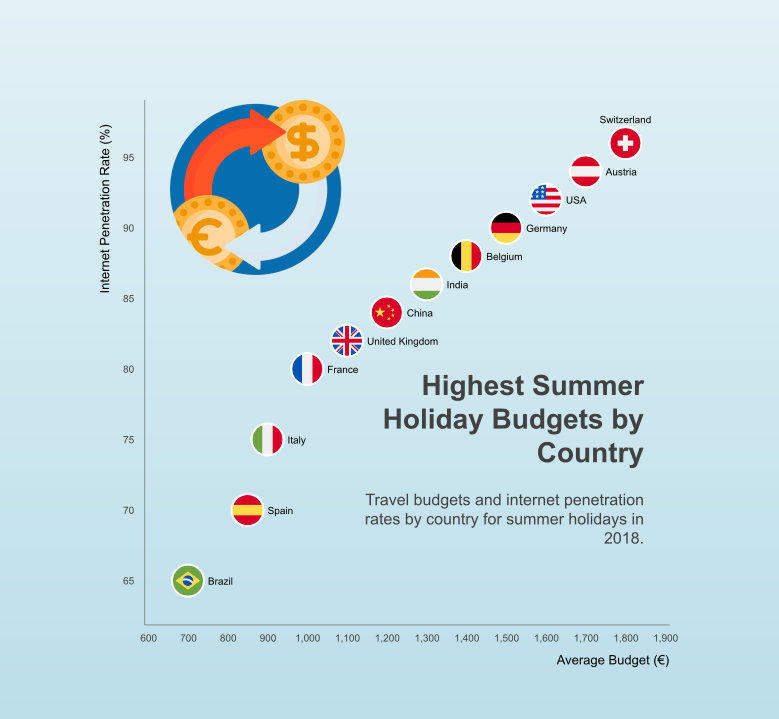 Internet Penetration Rate (%)
95
90
85
80
75
70
65
$
€
Switzerland
Austria
USA
Germany
Belgium
India
China
United Kingdom
France
Italy
Spain
Brazil
Highest Summer
Holiday Budgets by
Country
Travel budgets and internet penetration
rates by country for summer holidays in
2018.
600 700 800 900 1,000 1,100 1,200 1,300 1,400 1,500 1,600 1,700 1,800 1,900
Average Budget (€)